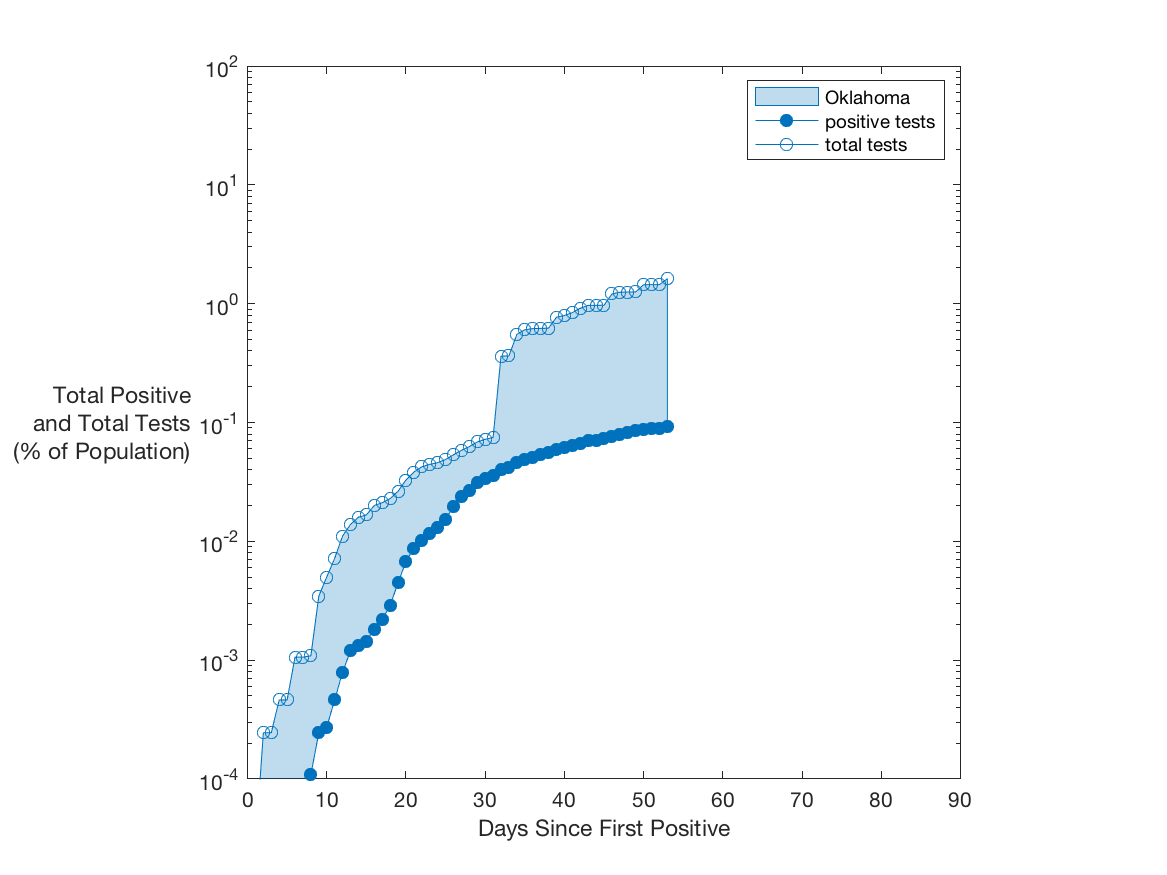 10^2
10^1
10^0
10^-1
10^-2
10^-3
10^-4
Total Positive
and Total Tests
(% of Population)
Oklahoma
positive tests
total tests
0 10 20 30 40 50 60 70 80 90
Days Since First Positive